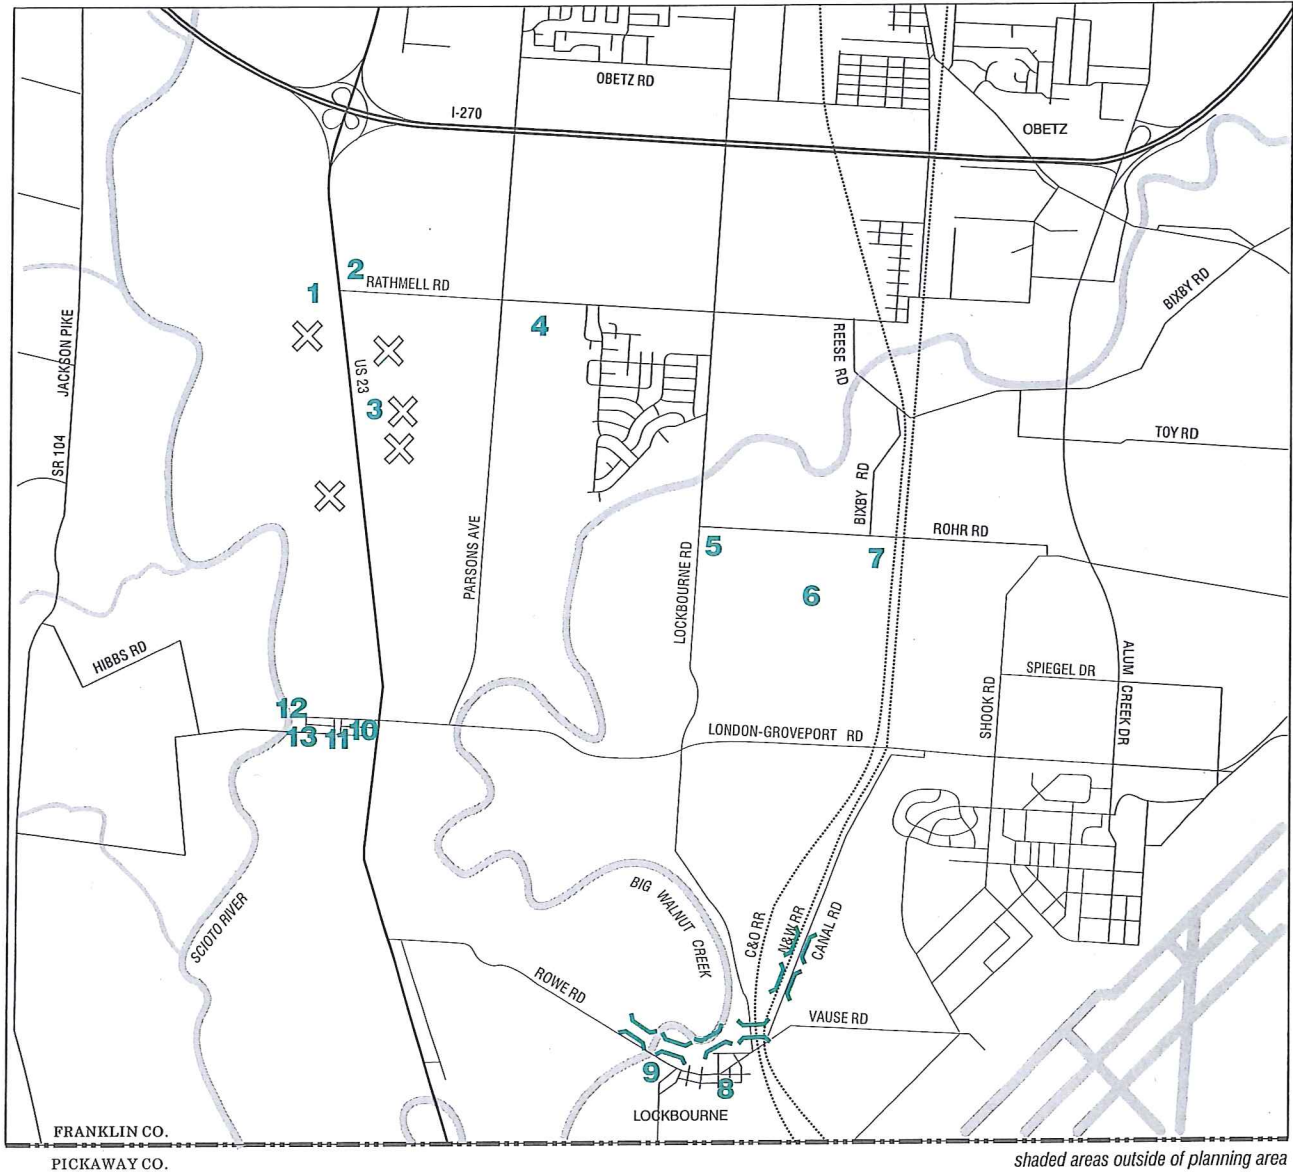 OBETZ RD
I-270
OBETZ
2
RATHMELL RD
1
BIXBY RD
4
REESE RD
JACKSON PIKE
US 23
3
SR 104
TOY RD
BIXBY RD
ROHR RD
PARSONS AVE
LOCKBOURNE RD
5
7
6
HIBBS RD
SPIEGEL DR
ALUM CREEK DR
SHOOK RD
12
13
11
10
LONDON-GROVEPORT RD
BIG WALNUT CREEK
C&O RR
N&W RR
CANAL RD
SCIOTO RIVER
ROWE RD
VAUSE RD
9
8
LOCKBOURNE
FRANKLIN CO.
PICKAWAY CO.
shaded areas outside of planning area